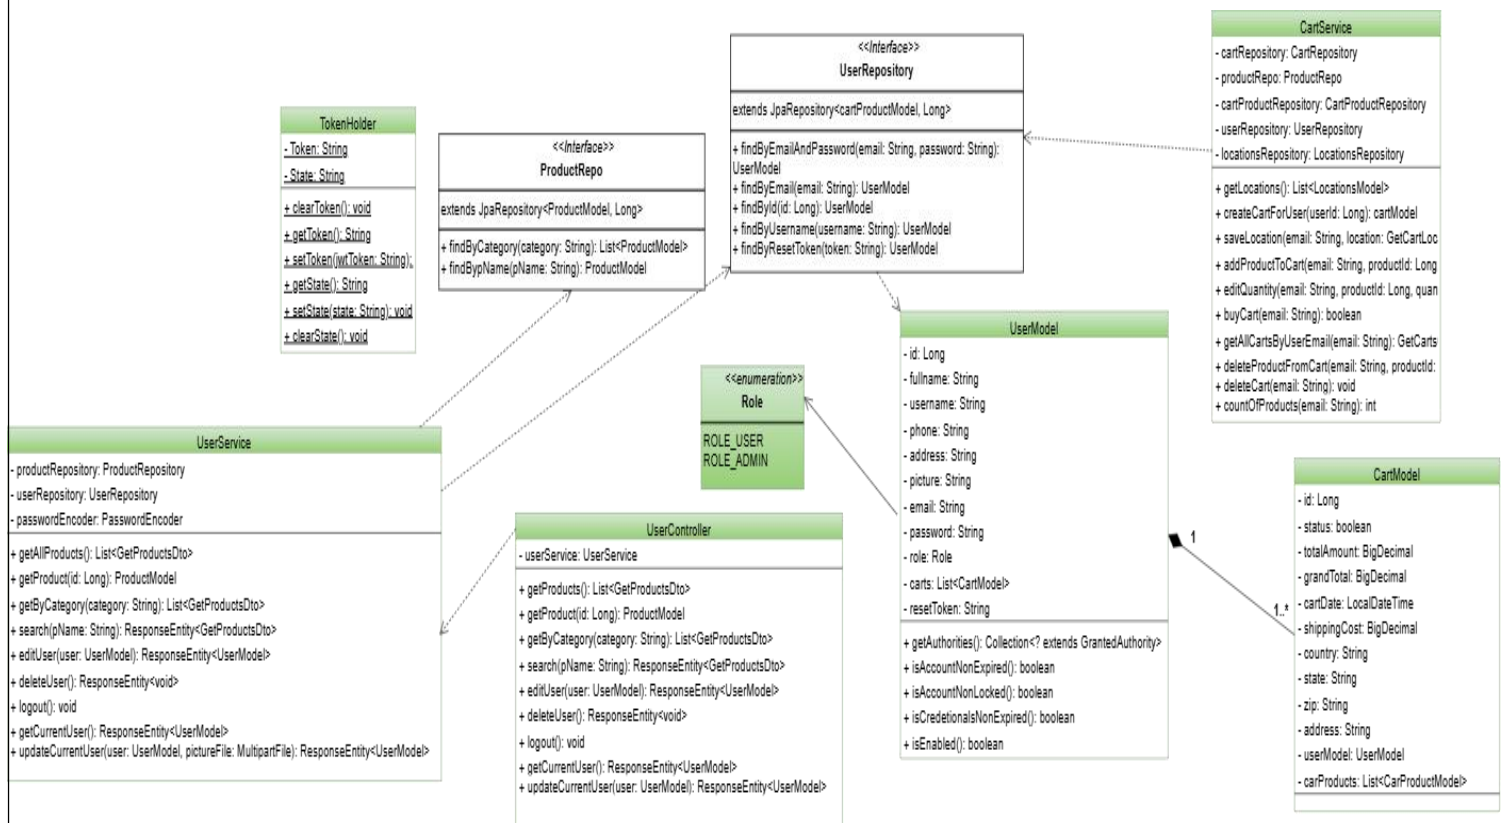 TokenHolder
- Token: String
- State: String
+ clearToken(): void
+ getToken(): String
+ setToken(jwtToken: String):
+ getState(): String
+ setState(state: String): void
+ clearState(): void
<<Interface>>
ProductRepo
extends JpaRepository<ProductModel, Long>
+ findByCategory(category: String): List<ProductModel>
+ findBypName(pName: String): ProductModel
<<Interface>>
UserRepository
extends JpaRepository<cartProductModel, Long>
+ findByEmailAndPassword(email: String, password: String):
UserModel
+ findByEmail(email: String): UserModel
+ findById(id: Long): UserModel
+ findByUsername(username: String): UserModel
+ findByResetToken(token: String): UserModel
CartService
- cartRepository: CartRepository
- productRepo: ProductRepo
- cartProductRepository: CartProductRepository
- userRepository: UserRepository
- locationsRepository: LocationsRepository
+ getLocations(): List<LocationsModel>
+ createCartForUser(userId: Long): cartModel
+ saveLocation(email: String, location: GetCartLoc
+ addProductToCart(email: String, productId: Long
+ editQuantity(email: String, productId: Long, quan
+ buyCart(email: String): boolean
+ getAllCartsByUserEmail(email: String): GetCarts
+ deleteProductFromCart(email: String, productId:
+ deleteCart(email: String): void
+ countOfProducts(email: String): int
UserService
- productRepository: ProductRepository
- userRepository: UserRepository
- passwordEncoder: PasswordEncoder
+ getAllProducts(): List<GetProductsDto>
+ getProduct(id: Long): ProductModel
+ getByCategory(category: String): List<GetProductsDto>
+ search(pName: String): ResponseEntity<GetProductsDto>
+ editUser(user: UserModel): ResponseEntity<UserModel>
+ deleteUser(): ResponseEntity<void>
+ logout(): void
+ getCurrentUser(): ResponseEntity<UserModel>
+ updateCurrentUser(user: UserModel, pictureFile: MultipartFile): ResponseEntity<UserModel>
UserController
- userService: UserService
+ getProducts(): List<GetProductsDto>
+ getProduct(id: Long): ProductModel
+ getByCategory(category: String): List<GetProductsDto>
+ search(pName: String): ResponseEntity<GetProductsDto>
+ editUser(user: UserModel): ResponseEntity<UserModel>
+ deleteUser(): ResponseEntity<void>
+ logout(): void
+ getCurrentUser(): ResponseEntity<UserModel>
+ updateCurrentUser(user: UserModel): ResponseEntity<UserModel>
<<enumeration>>
Role
ROLE_USER
ROLE_ADMIN
UserModel
- id: Long
- fullname: String
- username: String
- phone: String
- address: String
- picture: String
- email: String
- password: String
- role: Role
- carts: List<CartModel>
- resetToken: String
+ getAuthorities(): Collection<? extends GrantedAuthority>
+ isAccountNonExpired(): boolean
+ isAccountNonLocked(): boolean
+ isCredetionalsNonExpired(): boolean
+ isEnabled(): boolean
1
1..*
CartModel
- id: Long
- status: boolean
- totalAmount: BigDecimal
- grandTotal: BigDecimal
- cartDate: LocalDateTime
- shippingCost: BigDecimal
- country: String
- state: String
- zip: String
- address: String
- userModel: UserModel
- carProducts: List<CarProductModel>